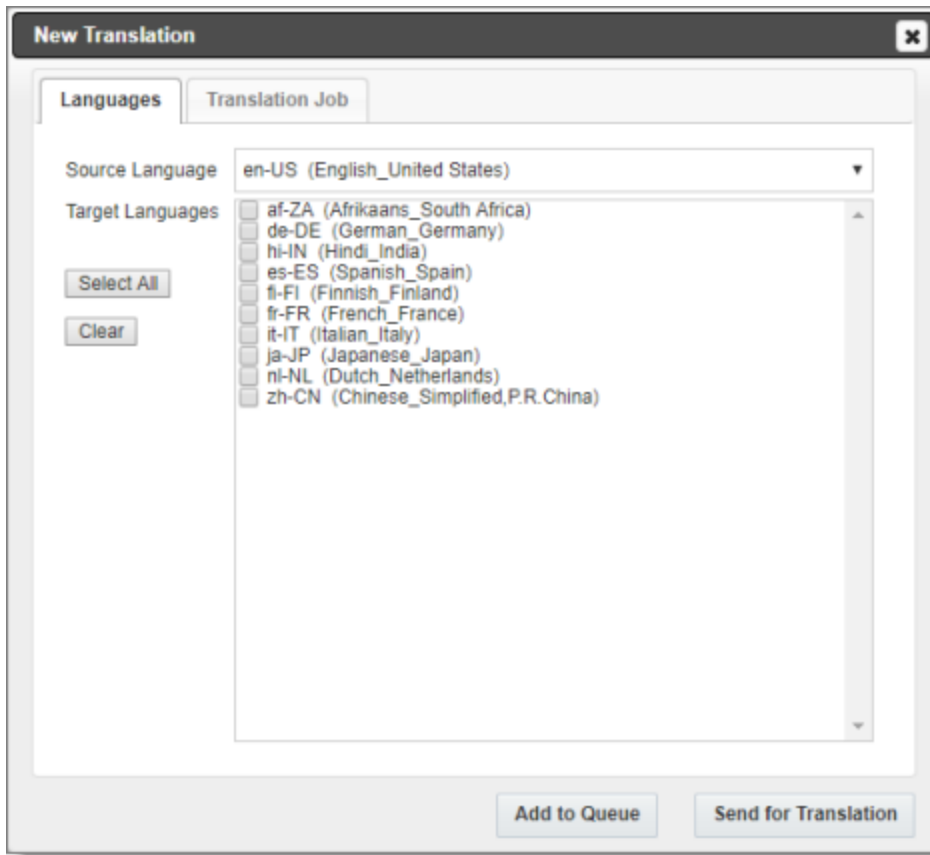 New Translation
Languages
Translation Job
Source Language
en-US (English_United States)
Target Languages
af-ZA (Afrikaans_South Africa)
de-DE (German_Germany)
hi-IN (Hindi_India)
es-ES (Spanish_Spain)
fi-FI (Finnish_Finland)
fr-FR (French_France)
it-IT (Italian_Italy)
ja-JP (Japanese_Japan)
nl-NL (Dutch_Netherlands)
zh-CN (Chinese_Simplified,P.R.China)
Select All
Clear
Add to Queue
Send for Translation